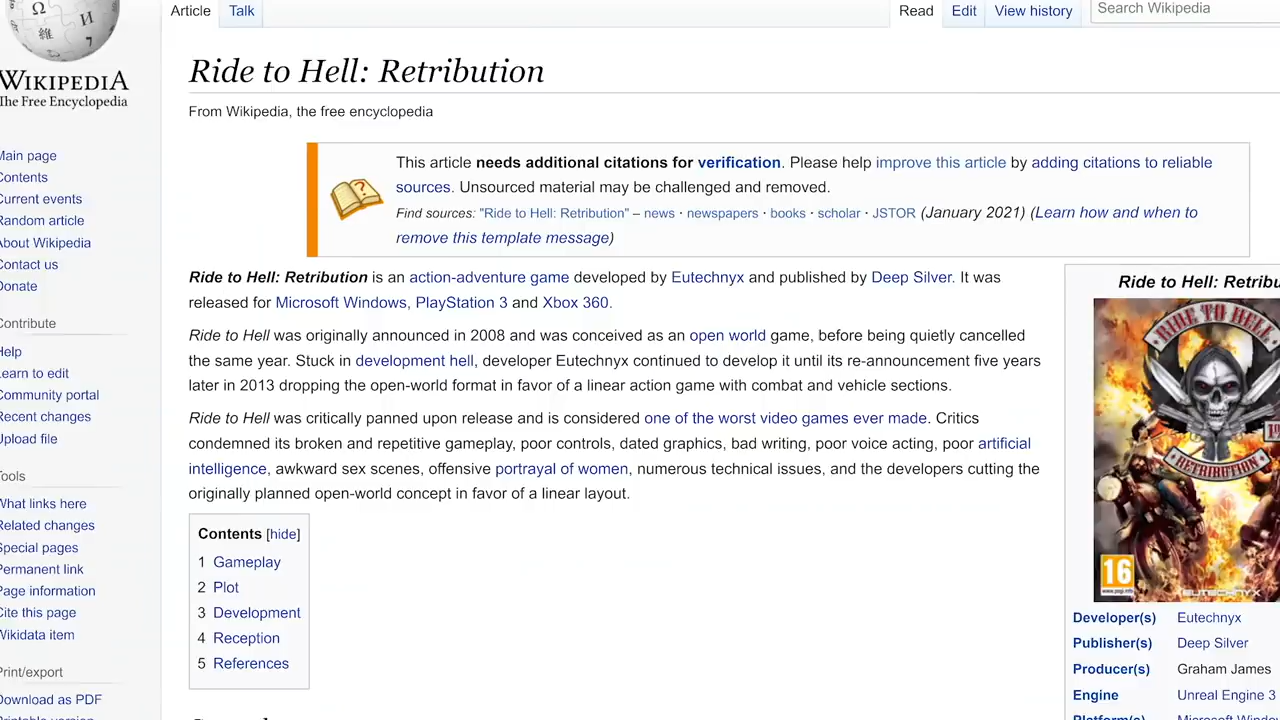 Article
Talk
Read
Edit
View history
Search Wikipedia
WIKIPEDIA
The Free Encyclopedia
Main page
Contents
Current events
Random article
About Wikipedia
Contact us
Donate
Contribute
Help
Learn to edit
Community portal
Recent changes
Upload file
Tools
What links here
Related changes
Special pages
Permanent link
Page information
Cite this page
Wikidata item
Print/export
Download as PDF
Ride to Hell: Retribution
From Wikipedia, the free encyclopedia
This article needs additional citations for verification. Please help improve this article by adding citations to reliable
sources. Unsourced material may be challenged and removed.
Find sources: "Ride to Hell: Retribution" – news · newspapers · books · scholar · JSTOR (January 2021) (Learn how and when to
remove this template message)
Ride to Hell: Retribution is an action-adventure game developed by Eutechnyx and published by Deep Silver. It was
released for Microsoft Windows, PlayStation 3 and Xbox 360.
Ride to Hell was originally announced in 2008 and was conceived as an open world game, before being quietly cancelled
the same year. Stuck in development hell, developer Eutechnyx continued to develop it until its re-announcement five years
later in 2013 dropping the open-world format in favor of a linear action game with combat and vehicle sections.
Ride to Hell was critically panned upon release and is considered one of the worst video games ever made. Critics
condemned its broken and repetitive gameplay, poor controls, dated graphics, bad writing, poor voice acting, poor artificial
intelligence, awkward sex scenes, offensive portrayal of women, numerous technical issues, and the developers cutting the
originally planned open-world concept in favor of a linear layout.
Contents [hide]
1 Gameplay
2 Plot
3 Development
4 Reception
5 References
Ride to Hell: Retribu
RIDE TO HELL
RETRIBUTION
16
EUTECHNYX
Developer(s) Eutechnyx
Publisher(s) Deep Silver
Producer(s) Graham James
Engine Unreal Engine 3